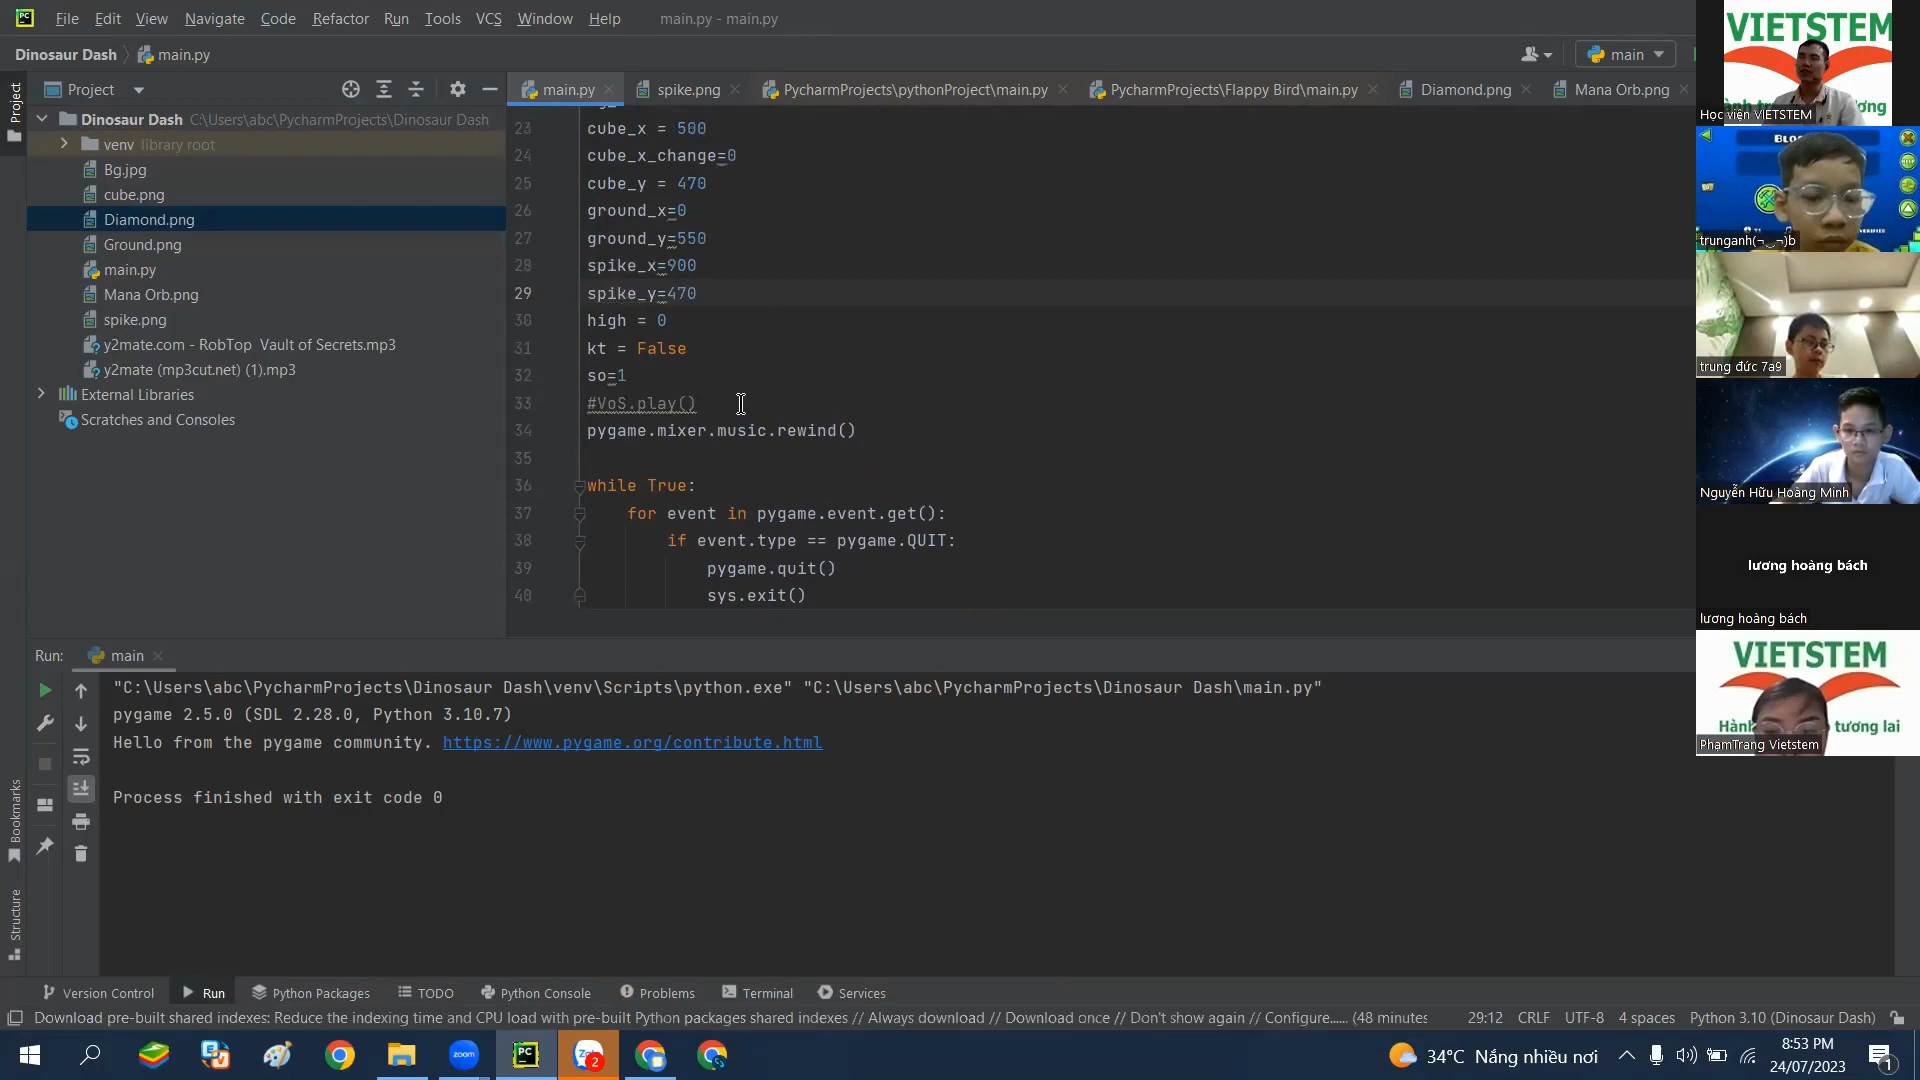 File Edit View Navigate Code Refactor Run Tools VCS Window Help main.py - main.py
Dinosaur Dash main.py
main
Project
Project
main.py
spike.png
PycharmProjects\pythonProject\main.py
PycharmProjects\Flappy Bird\main.py
Diamond.png
Mana Orb.png
Dinosaur Dash C:\Users\abc\PycharmProjects\Dinosaur Dash
venv library root
Bg.jpg
cube.png
Diamond.png
Ground.png
main.py
Mana Orb.png
spike.png
y2mate.com - RobTop Vault of Secrets.mp3
y2mate (mp3cut.net) (1).mp3
External Libraries
Scratches and Consoles
23 cube_x = 500
24 cube_x_change=0
25 cube_y = 470
26 ground_x=0
27 ground_y=550
28 spike_x=900
29 spike_y=470
30 high = 0
31 kt = False
32 so=1
33 #VoS.play()
34 pygame.mixer.music.rewind()
35
36 while True:
37 for event in pygame.event.get():
38 if event.type == pygame.QUIT:
39 pygame.quit()
40 sys.exit()
Run: main
"C:\Users\abc\PycharmProjects\Dinosaur Dash\venv\Scripts\python.exe" "C:\Users\abc\PycharmProjects\Dinosaur Dash\main.py"
pygame 2.5.0 (SDL 2.28.0, Python 3.10.7)
Hello from the pygame community. https://www.pygame.org/contribute.html
Process finished with exit code 0
Bookmarks
Structure
Version Control Run Python Packages TODO Python Console Problems Terminal Services
Download pre-built shared indexes: Reduce the indexing time and CPU load with pre-built Python packages shared indexes // Always download // Download once // Don't show again // Configure...... (48 minutes
29:12 CRLF UTF-8 4 spaces Python 3.10 (Dinosaur Dash)
zoom
PC
2
34°C Nắng nhiều nơi
8:53 PM
24/07/2023
1
VIETSTEM
Học viện VIETSTEM
trunganh(¬‿¬)b
trung đức 7a9
Nguyễn Hữu Hoàng Minh
lương hoàng bách
lương hoàng bách
VIETSTEM
Hành tương lai
PhạmTrang Vietstem